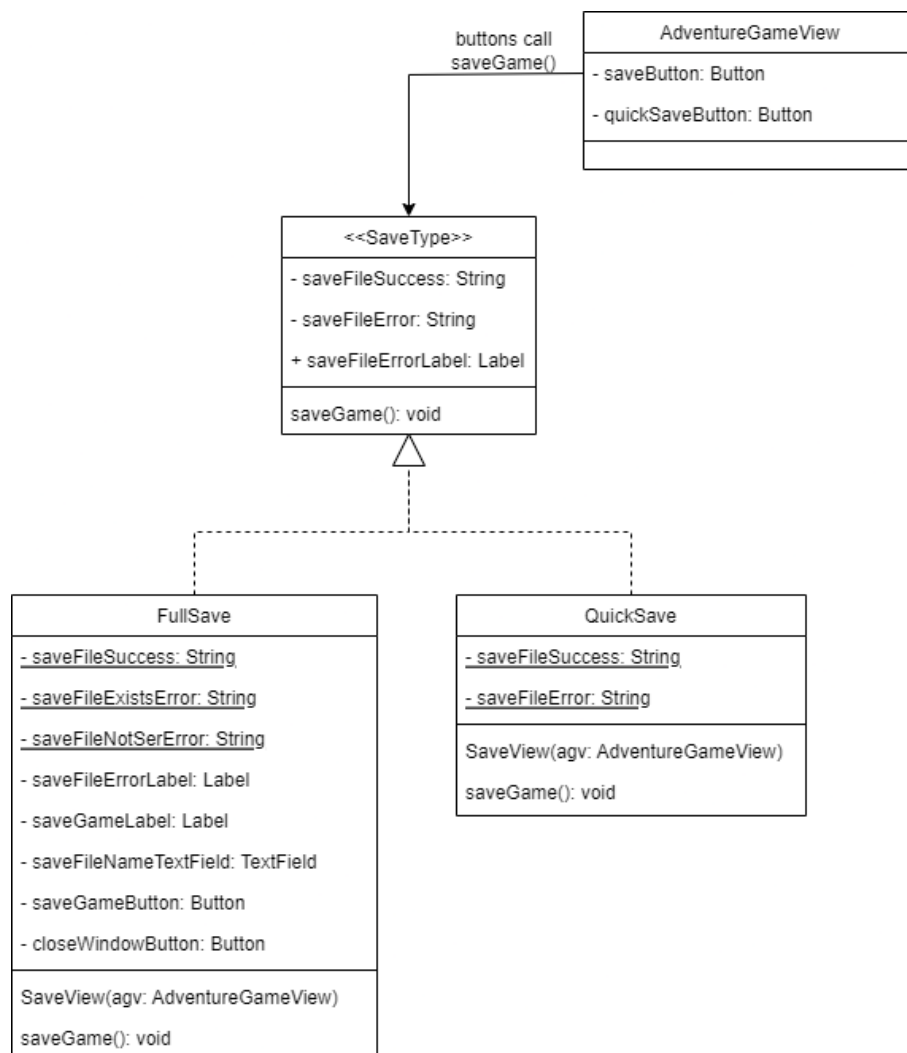 buttons call
saveGame()
AdventureGameView
- saveButton: Button
- quickSaveButton: Button
<<SaveType>>
- saveFileSuccess: String
- saveFileError: String
+ saveFileErrorLabel: Label
saveGame(): void
FullSave
- saveFileSuccess: String
- saveFileExistsError: String
- saveFileNotSerError: String
- saveFileErrorLabel: Label
- saveGameLabel: Label
- saveFileNameTextField: TextField
- saveGameButton: Button
- closeWindowButton: Button
SaveView(agv: AdventureGameView)
saveGame(): void
QuickSave
- saveFileSuccess: String
- saveFileError: String
SaveView(agv: AdventureGameView)
saveGame(): void